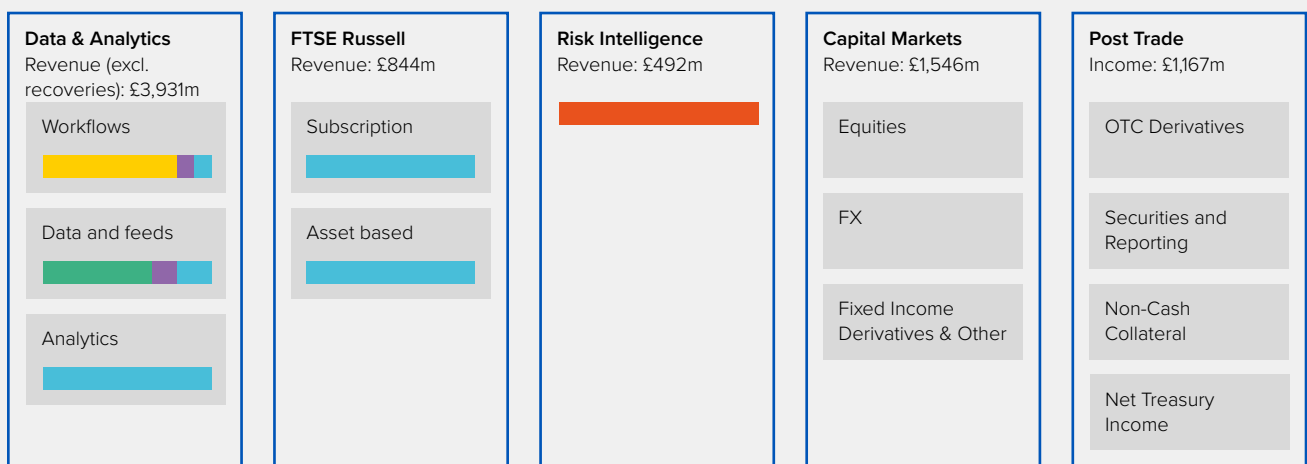 Data & Analytics
Revenue (excl.
recoveries): £3,931m
Workflows
Data and feeds
Analytics
FTSE Russell
Revenue: £844m
Subscription
Asset based
Risk Intelligence
Revenue: £492m
Capital Markets
Revenue: £1,546m
Equities
FX
Fixed Income
Derivatives & Other
Post Trade
Income: £1,167m
OTC Derivatives
Securities and
Reporting
Non-Cash
Collateral
Net Treasury
Income